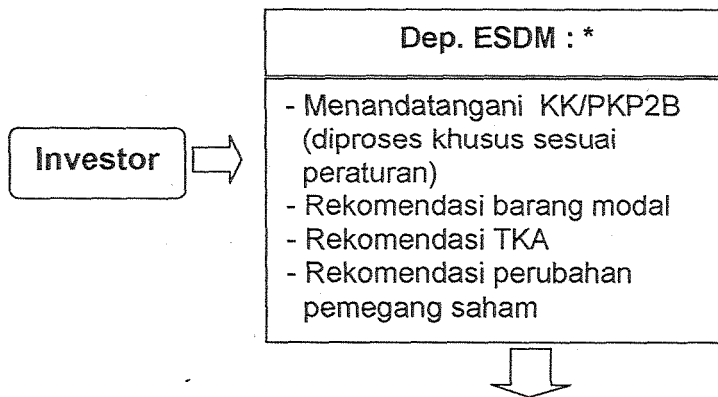 Dep. ESDM : *
Investor
- Menandatangani KK/PKP2B
(diproses khusus sesuai
peraturan)
- Rekomendasi barang modal
- Rekomendasi TKA
- Rekomendasi perubahan
pemegang saham